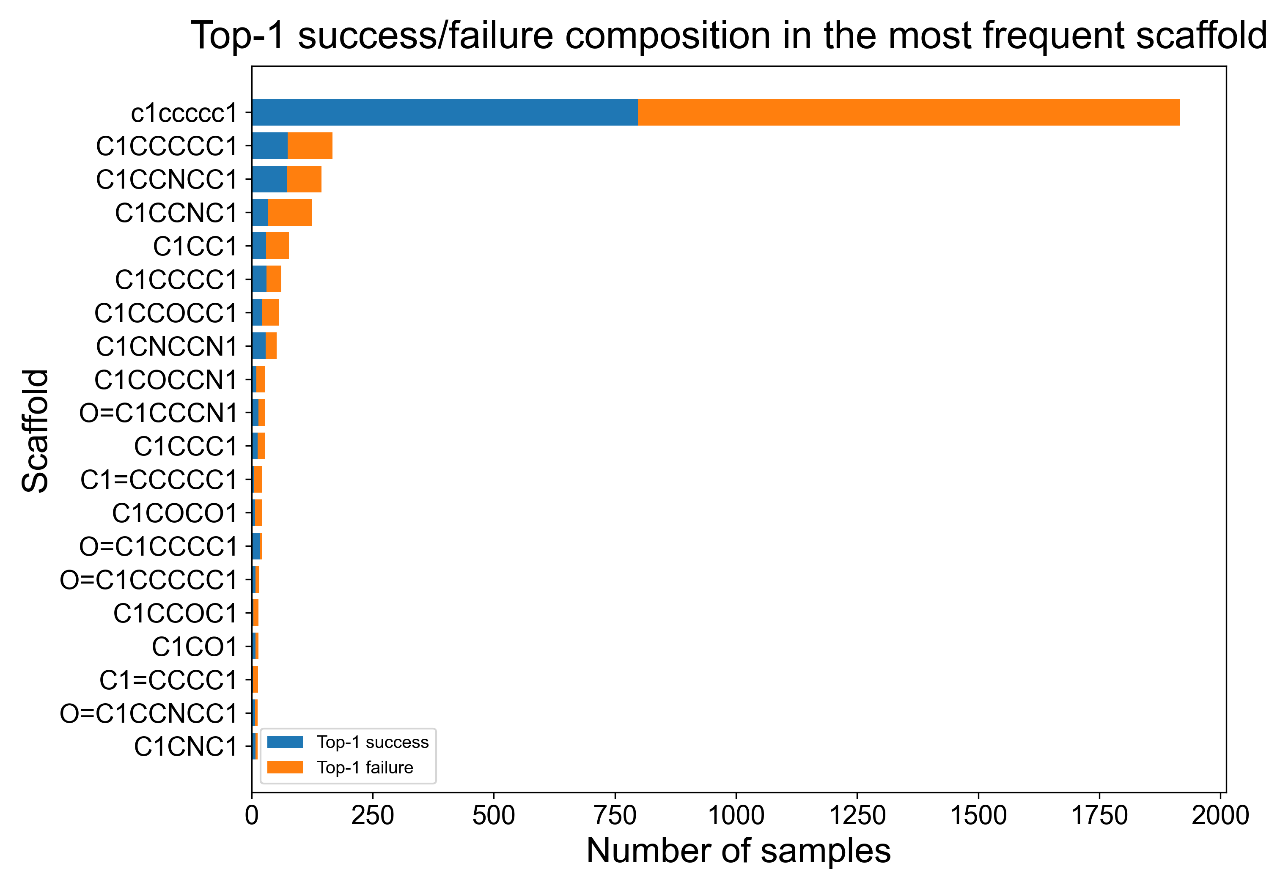 Top-1 success/failure composition in the most frequent scaffold
c1ccccc1
C1CCCCC1
C1CCNCC1
C1CCNC1
C1CC1
C1CCCC1
C1CCOCC1
C1CNCCN1
C1COCCN1
O=C1CCCN1
C1CCC1
C1=CCCCC1
C1COCO1
O=C1CCCC1
O=C1CCCCC1
C1CCOC1
C1CO1
C1=CCCC1
O=C1CCNCC1
C1CNC1
Scaffold
Top-1 success
Top-1 failure
0 250 500 750 1000 1250 1500 1750 2000
Number of samples